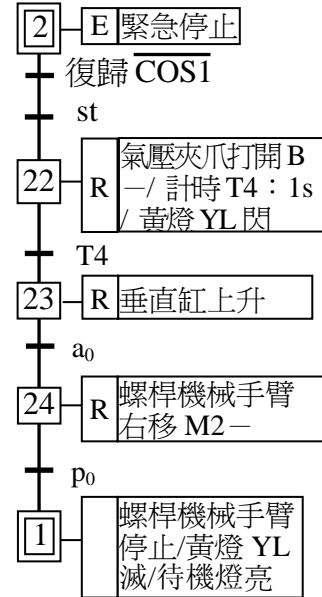 2 E 緊急停止
復歸 COS1
st
22 R 氣壓夾爪打開 B
－/ 計時 T4：1s
/ 黃燈 YL 閃
T4
23 R 垂直缸上升
a0
24 R 螺桿機械手臂
右移 M2－
p0
1 螺桿機械手臂
停止/黃燈 YL
滅/待機燈亮